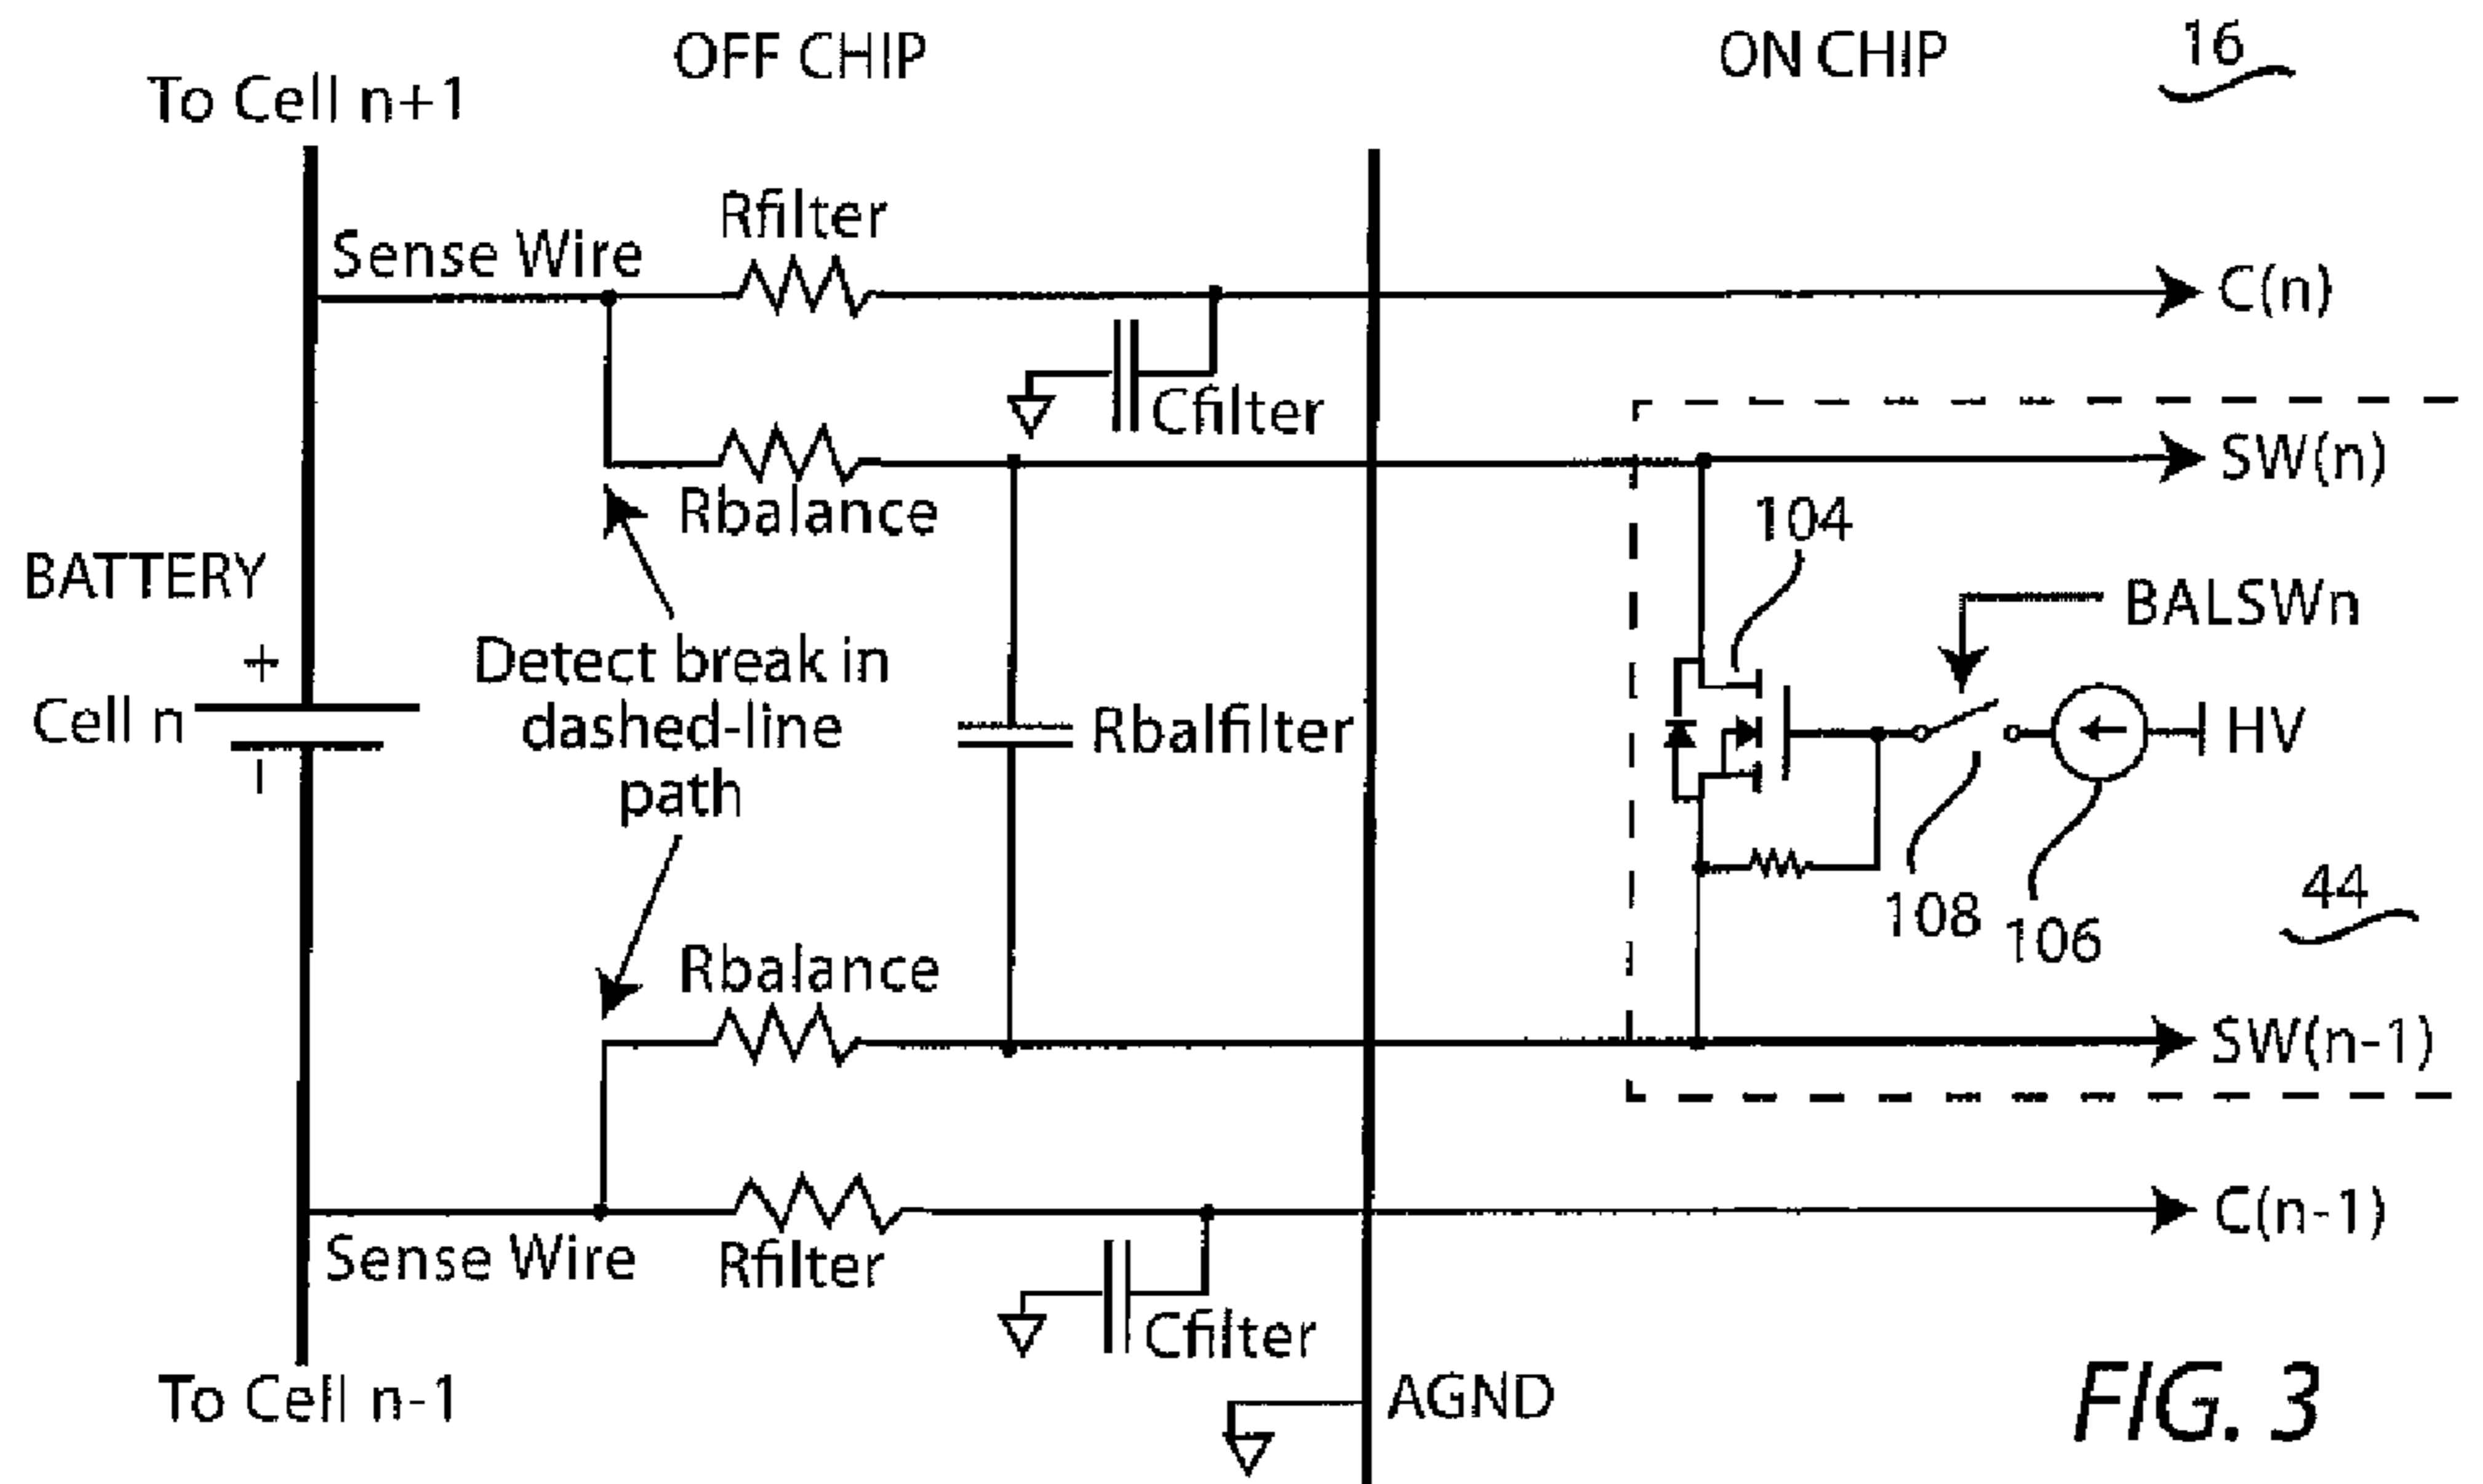 OFF CHIP
ON CHIP
16
To Cell n+1
Rfilter
Sense Wire
C(n)
Cfilter
SW(n)
Rbalance
104
BATTERY
BALSWn
Detect break in
dashed-line
path
+
Cell n
Rbalfilter
HV
−
108
106
44
Rbalance
SW(n-1)
C(n-1)
Sense Wire
Rfilter
Cfilter
To Cell n-1
AGND
FIG. 3